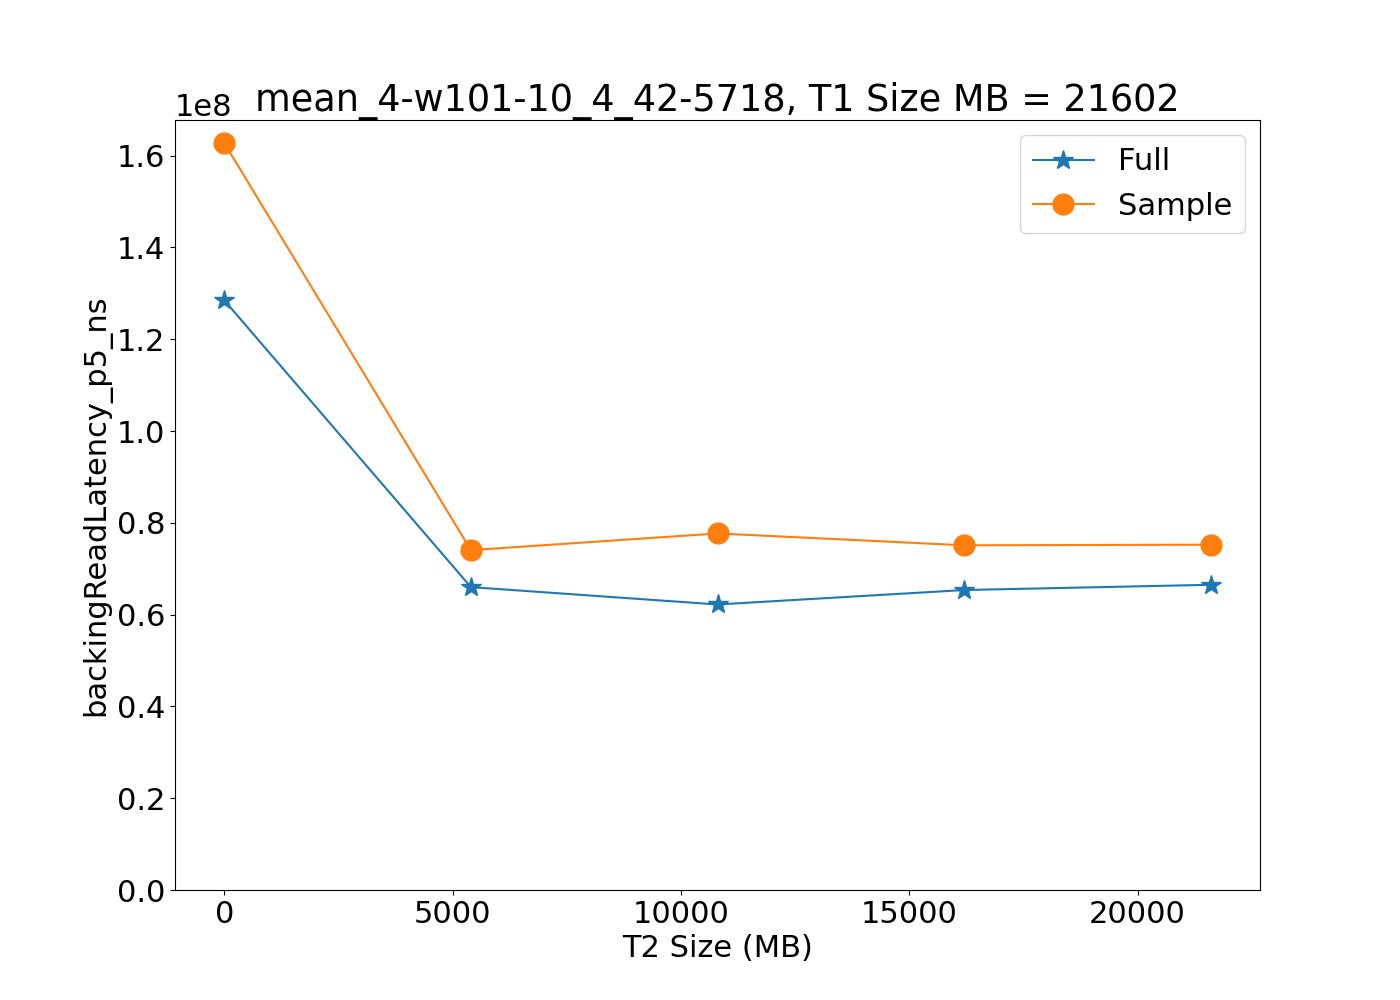 1e8
mean_4-w101-10_4_42-5718, T1 Size MB = 21602
Full
Sample
1.6
1.4
1.2
1.0
0.8
0.6
0.4
0.2
0.0
backingReadLatency_p5_ns
0 5000 10000 15000 20000
T2 Size (MB)